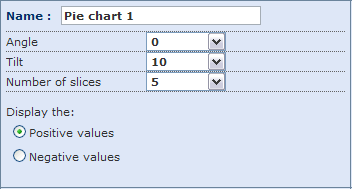 Name : Pie chart 1
Angle 0
Tilt 10
Number of slices 5
Display the:
Positive values
Negative values